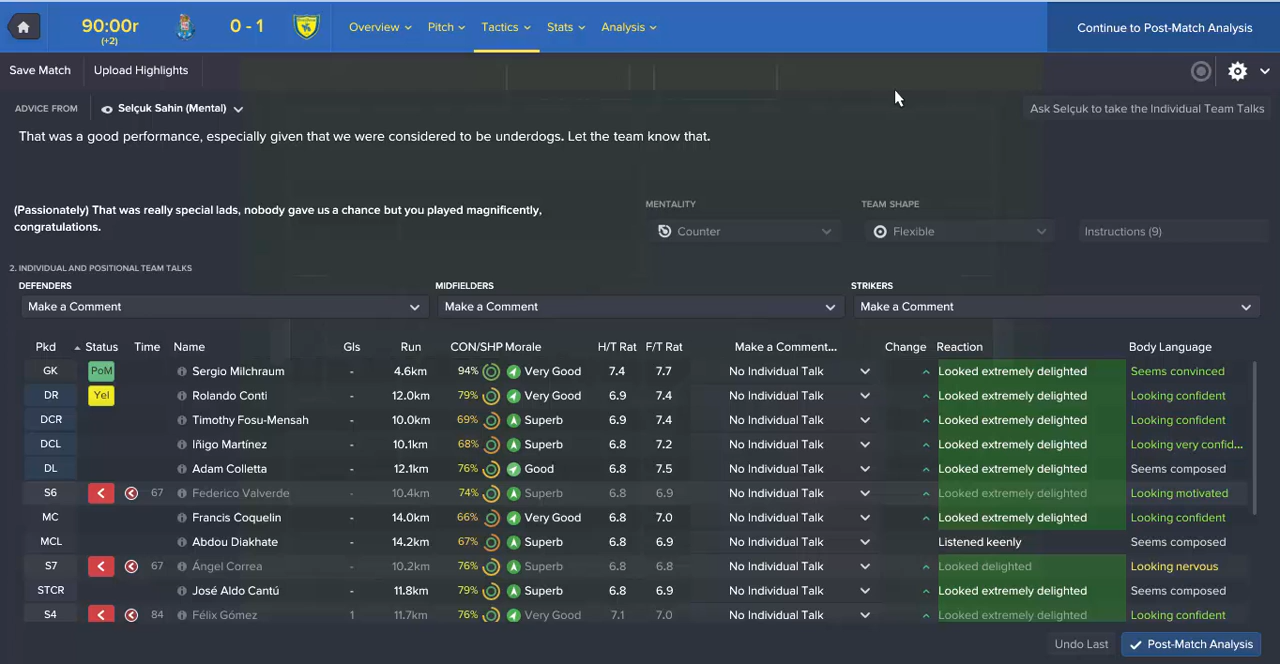 90:00r
(+2)
0 - 1
Overview
Pitch
Tactics
Stats
Analysis
Continue to Post-Match Analysis
Save Match
Upload Highlights
ADVICE FROM
Selçuk Sahin (Mental)
Ask Selçuk to take the Individual Team Talks
That was a good performance, especially given that we were considered to be underdogs. Let the team know that.
(Passionately) That was really special lads, nobody gave us a chance but you played magnificently,
congratulations.
MENTALITY
TEAM SHAPE
Counter
Flexible
Instructions (9)
2. INDIVIDUAL AND POSITIONAL TEAM TALKS
DEFENDERS
MIDFIELDERS
STRIKERS
Make a Comment
Make a Comment
Make a Comment
Pkd Status Time Name Gls Run CON/SHP Morale H/T Rat F/T Rat Make a Comment... Change Reaction Body Language
GK PoM Sergio Milchraum - 4.6km 94% Very Good 7.4 7.7 No Individual Talk Looked extremely delighted Seems convinced
DR Yel Rolando Conti - 12.0km 79% Very Good 6.9 7.4 No Individual Talk Looked extremely delighted Looking confident
DCR Timothy Fosu-Mensah - 10.0km 69% Superb 6.9 7.4 No Individual Talk Looked extremely delighted Looking confident
DCL Iñigo Martínez - 10.1km 68% Superb 6.8 7.2 No Individual Talk Looked extremely delighted Looking very confid...
DL Adam Colletta - 12.1km 76% Good 6.8 7.5 No Individual Talk Looked extremely delighted Seems composed
S6 67 Federico Valverde - 10.4km 74% Superb 6.8 6.9 No Individual Talk Looked extremely delighted Looking motivated
MC Francis Coquelin - 14.0km 66% Very Good 6.8 7.0 No Individual Talk Looked extremely delighted Looking confident
MCL Abdou Diakhate - 14.2km 67% Superb 6.8 6.9 No Individual Talk Listened keenly Seems composed
S7 67 Ángel Correa - 10.2km 76% Superb 6.8 6.8 No Individual Talk Looked delighted Looking nervous
STCR José Aldo Cantú - 11.8km 79% Superb 6.8 6.9 No Individual Talk Looked extremely delighted Seems composed
S4 84 Félix Gómez 1 11.7km 76% Very Good 7.1 7.0 No Individual Talk Looked extremely delighted Looking confident
Undo Last
Post-Match Analysis